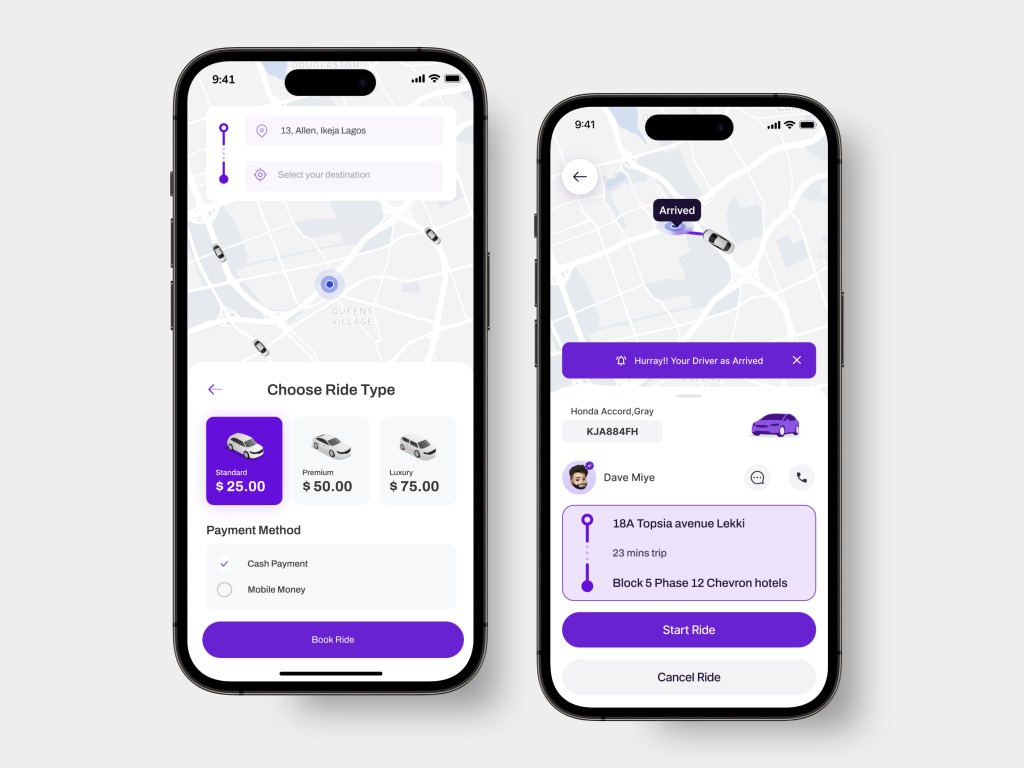 DOUGLASTON
9:41
13, Allen, Ikeja Lagos
Select your destination
QUEENS
VILLAGE
Choose Ride Type
Standard
$ 25.00
Premium
$ 50.00
Luxury
$ 75.00
Payment Method
Cash Payment
Mobile Money
Book Ride
9:41
Arrived
Hurray!! Your Driver as Arrived
Honda Accord,Gray
KJA884FH
Dave Miye
18A Topsia avenue Lekki
23 mins trip
Block 5 Phase 12 Chevron hotels
Start Ride
Cancel Ride